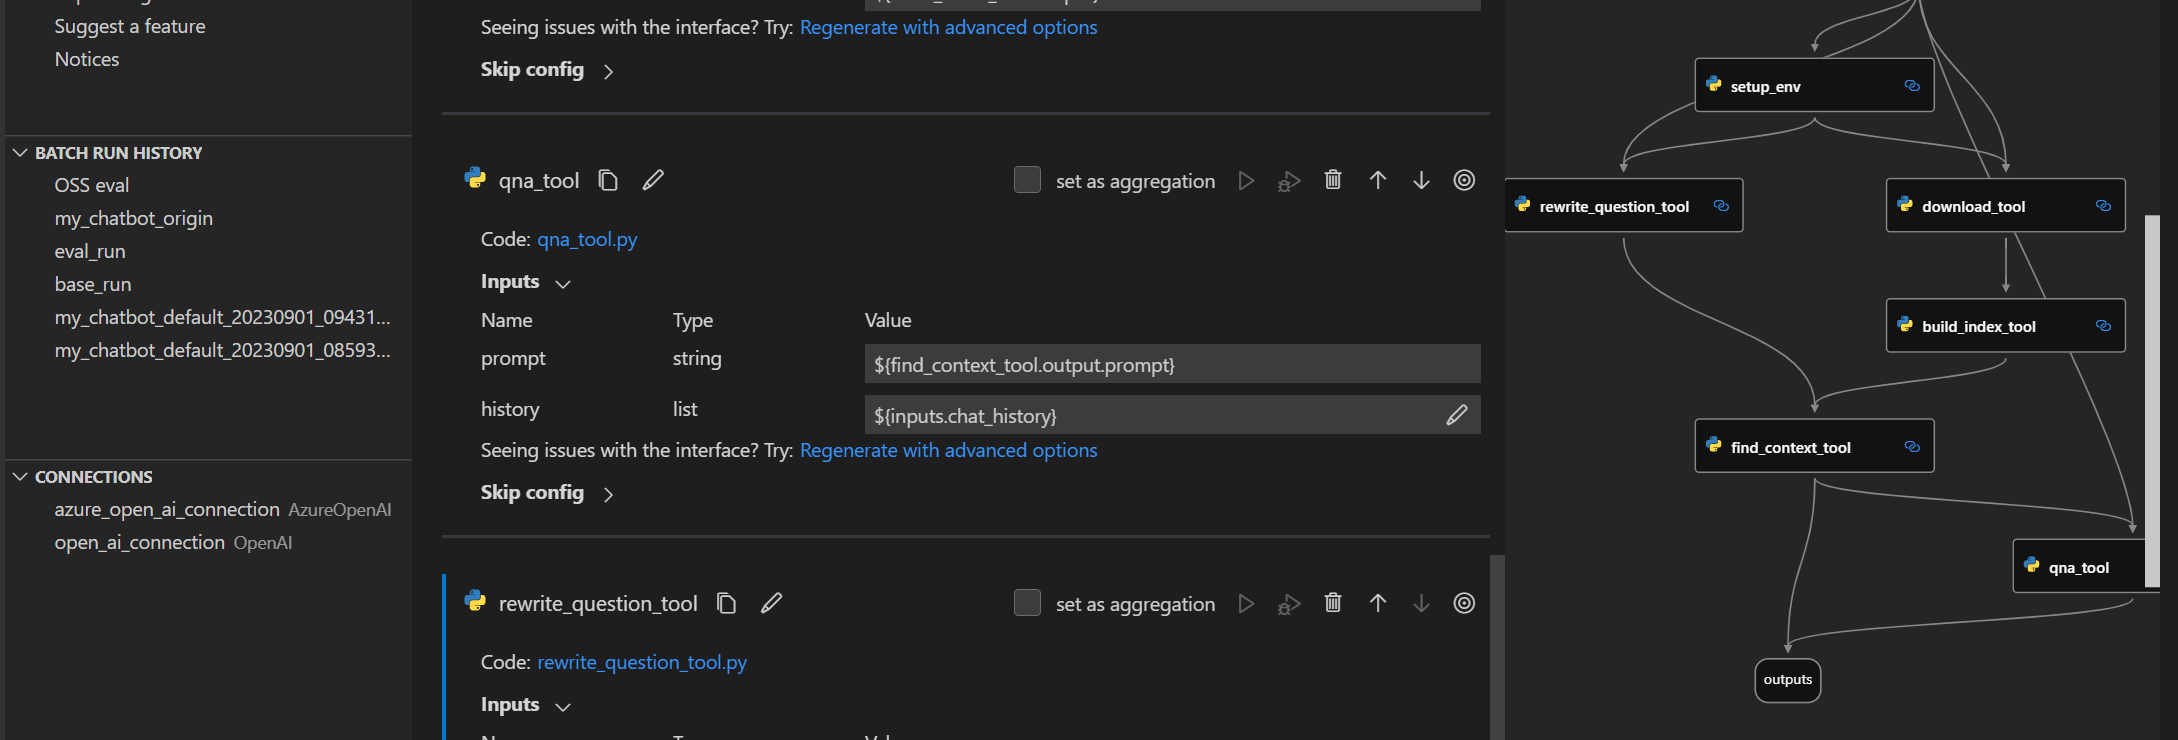 Suggest a feature
Notices
BATCH RUN HISTORY
OSS eval
my_chatbot_origin
eval_run
base_run
my_chatbot_default_20230901_09431...
my_chatbot_default_20230901_08593...
CONNECTIONS
azure_open_ai_connection AzureOpenAI
open_ai_connection OpenAI
Seeing issues with the interface? Try: Regenerate with advanced options
Skip config
qna_tool
set as aggregation
Code: qna_tool.py
Inputs
Name Type Value
prompt string ${find_context_tool.output.prompt}
history list ${inputs.chat_history}
Seeing issues with the interface? Try: Regenerate with advanced options
Skip config
rewrite_question_tool
set as aggregation
Code: rewrite_question_tool.py
Inputs
setup_env
rewrite_question_tool
download_tool
build_index_tool
find_context_tool
qna_tool
outputs